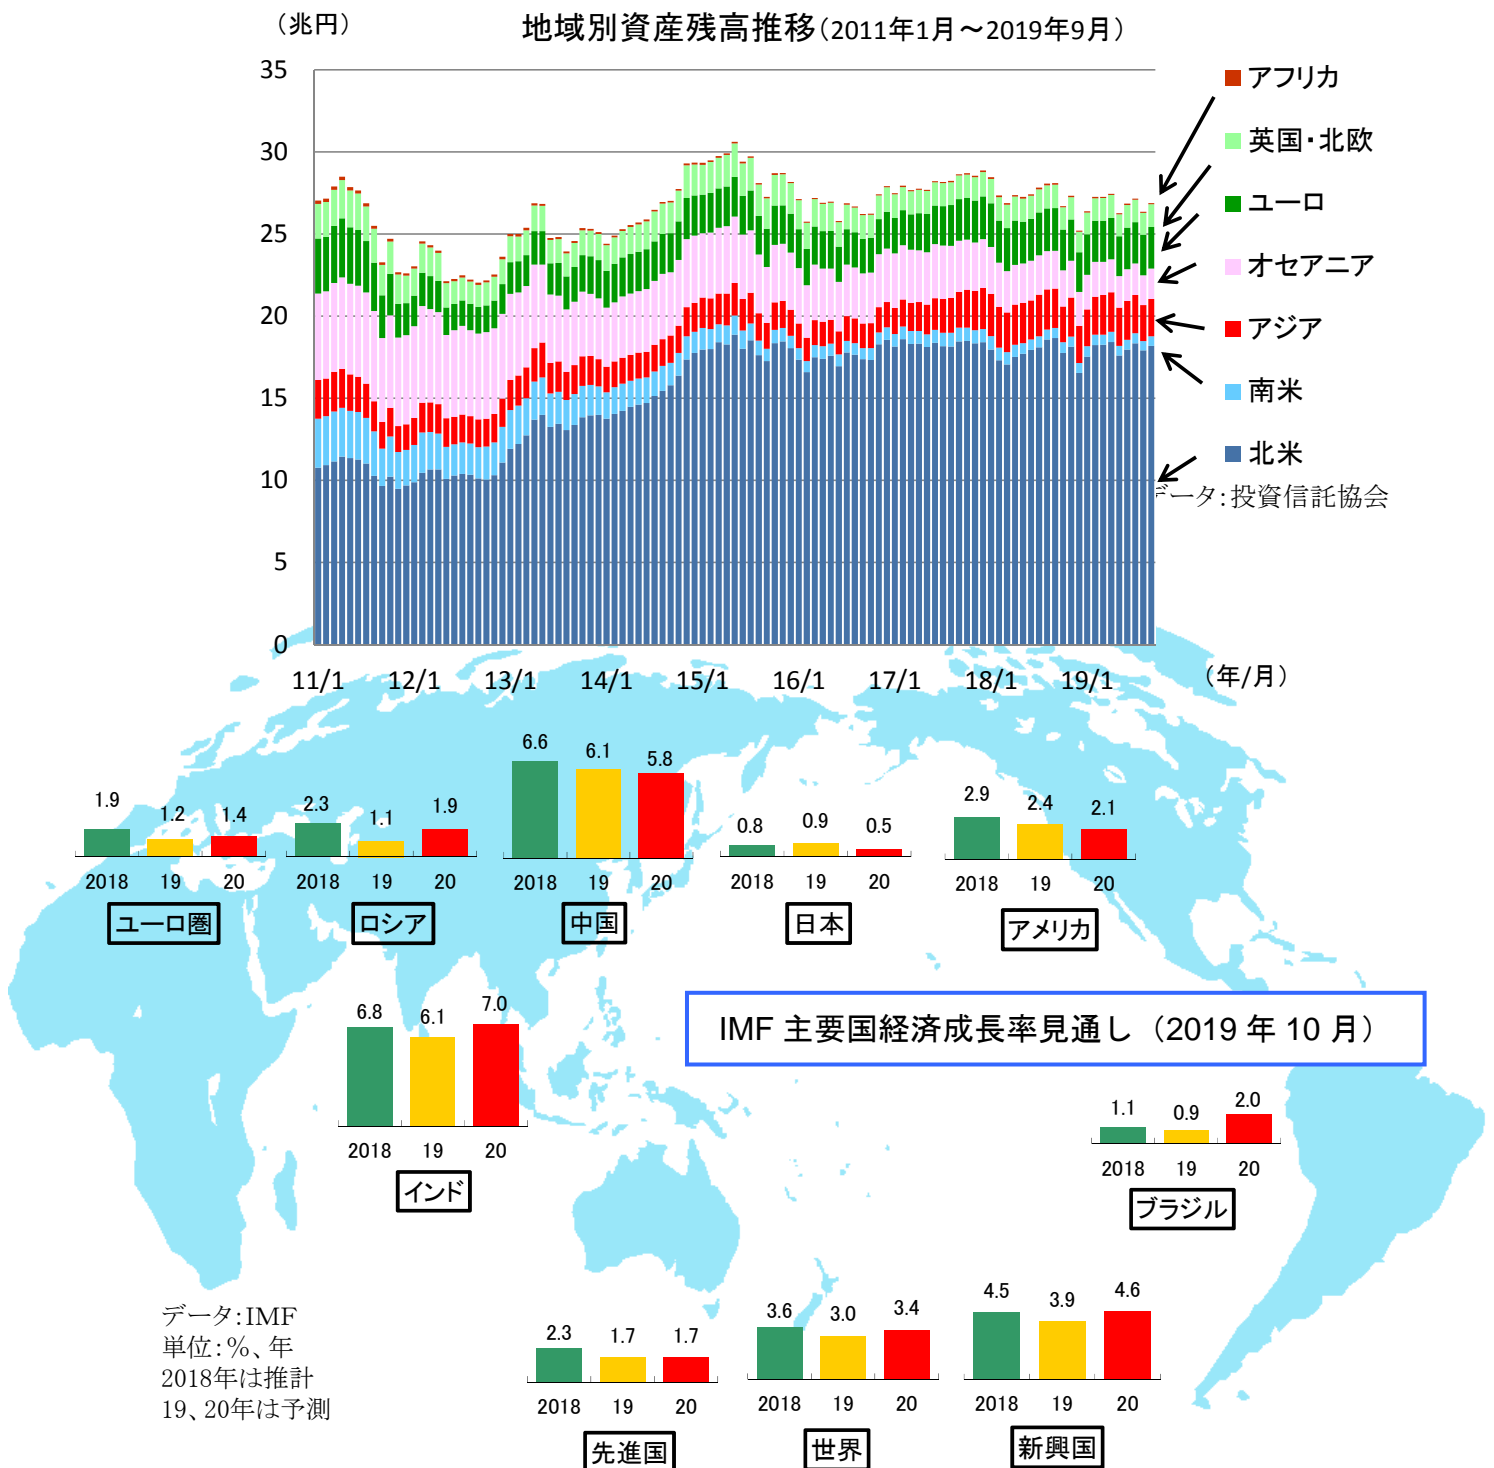 （兆円）
地域別資産残高推移（2011年1月～2019年9月）
35
30
25
20
15
10
5
0
アフリカ
英国・北欧
ユーロ
オセアニア
アジア
南米
北米
データ：投資信託協会
11/1 12/1 13/1 14/1 15/1 16/1 17/1 18/1 19/1 （年/月）
1.9 1.2 1.4
2018 19 20
ユーロ圏
2.3 1.1 1.9
2018 19 20
ロシア
6.6 6.1 5.8
2018 19 20
中国
0.8 0.9 0.5
2018 19 20
日本
2.9 2.4 2.1
2018 19 20
アメリカ
6.8 6.1 7.0
2018 19 20
インド
IMF 主要国経済成長率見通し（2019 年 10 月）
1.1 0.9 2.0
2018 19 20
ブラジル
データ：IMF
単位：％、年
2018年は推計
19、20年は予測
2.3 1.7 1.7
2018 19 20
先進国
3.6 3.0 3.4
2018 19 20
世界
4.5 3.9 4.6
2018 19 20
新興国